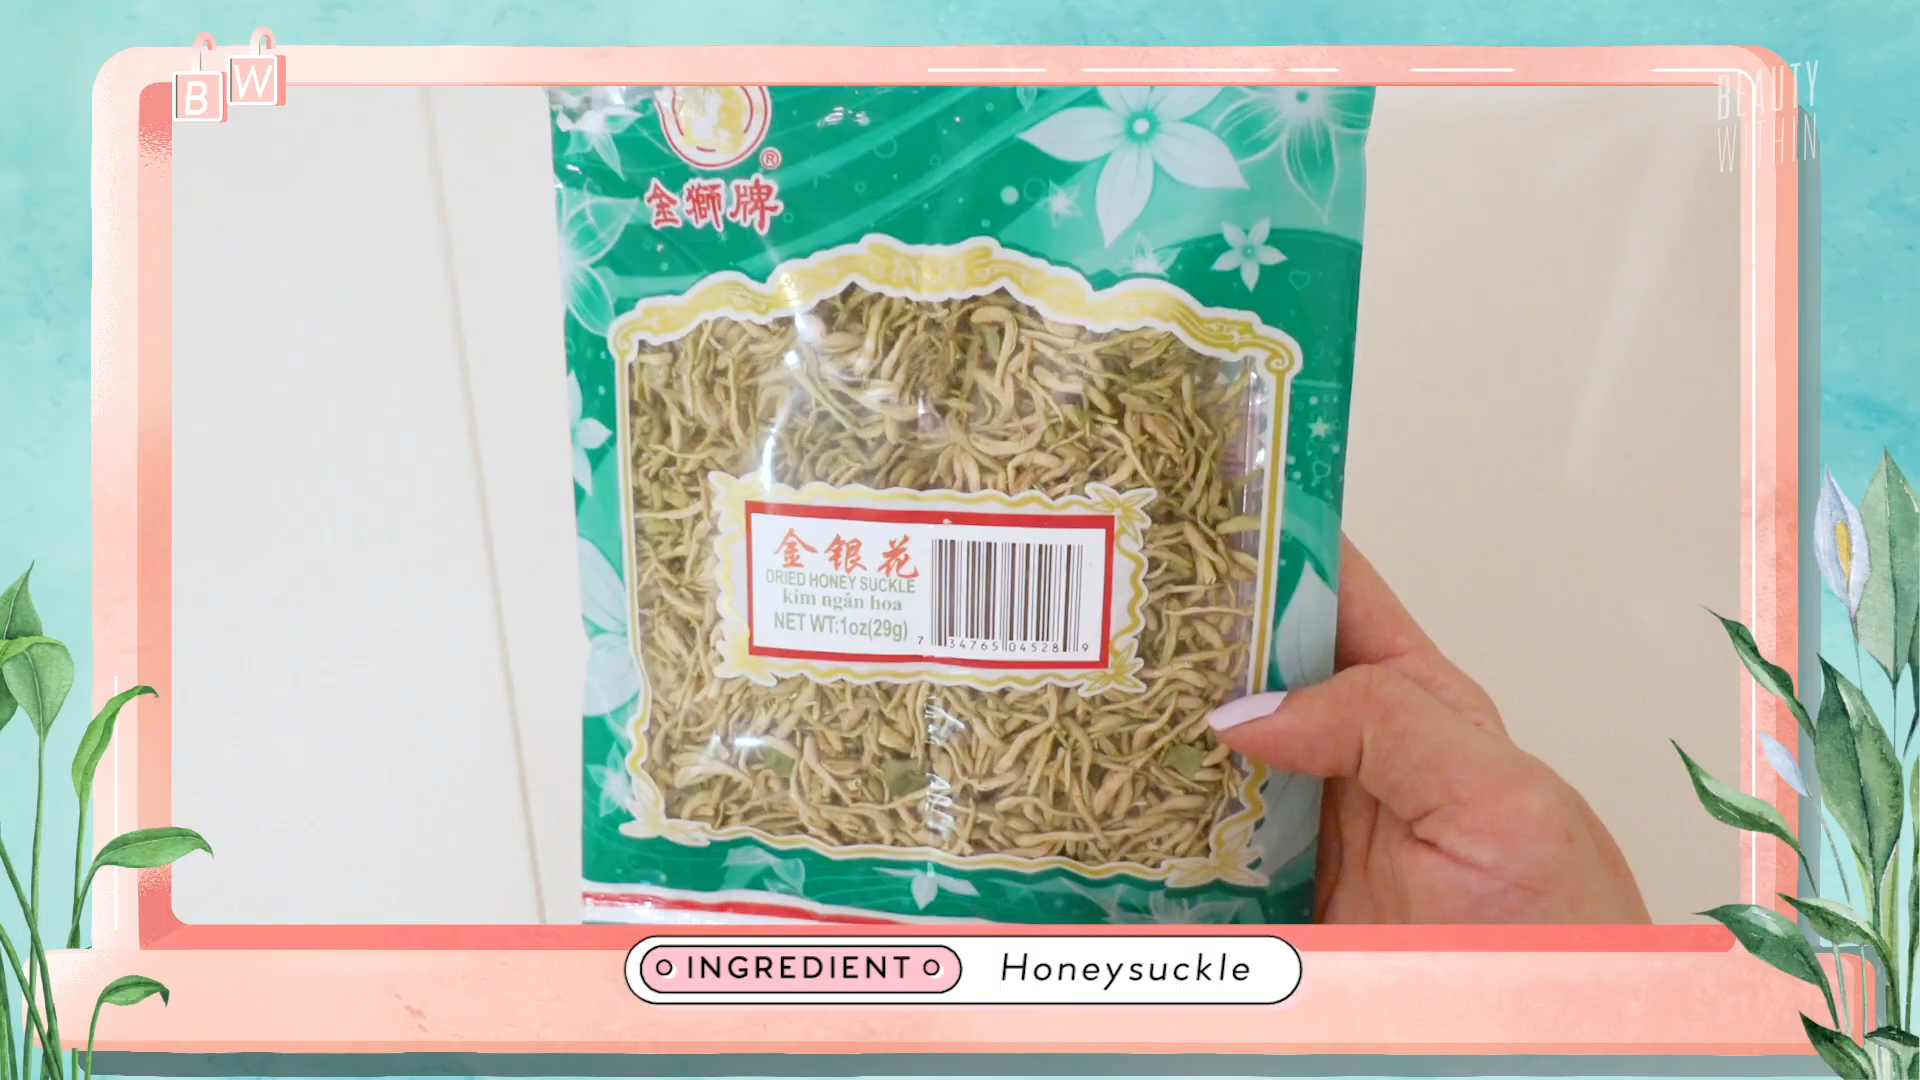 B W
BEAUTY
WITHIN
®
金獅牌
金银花
DRIED HONEY SUCKLE
kim ngân hoa
NET WT:1oz(29g)
7 34765 04528 9
INGREDIENT Honeysuckle